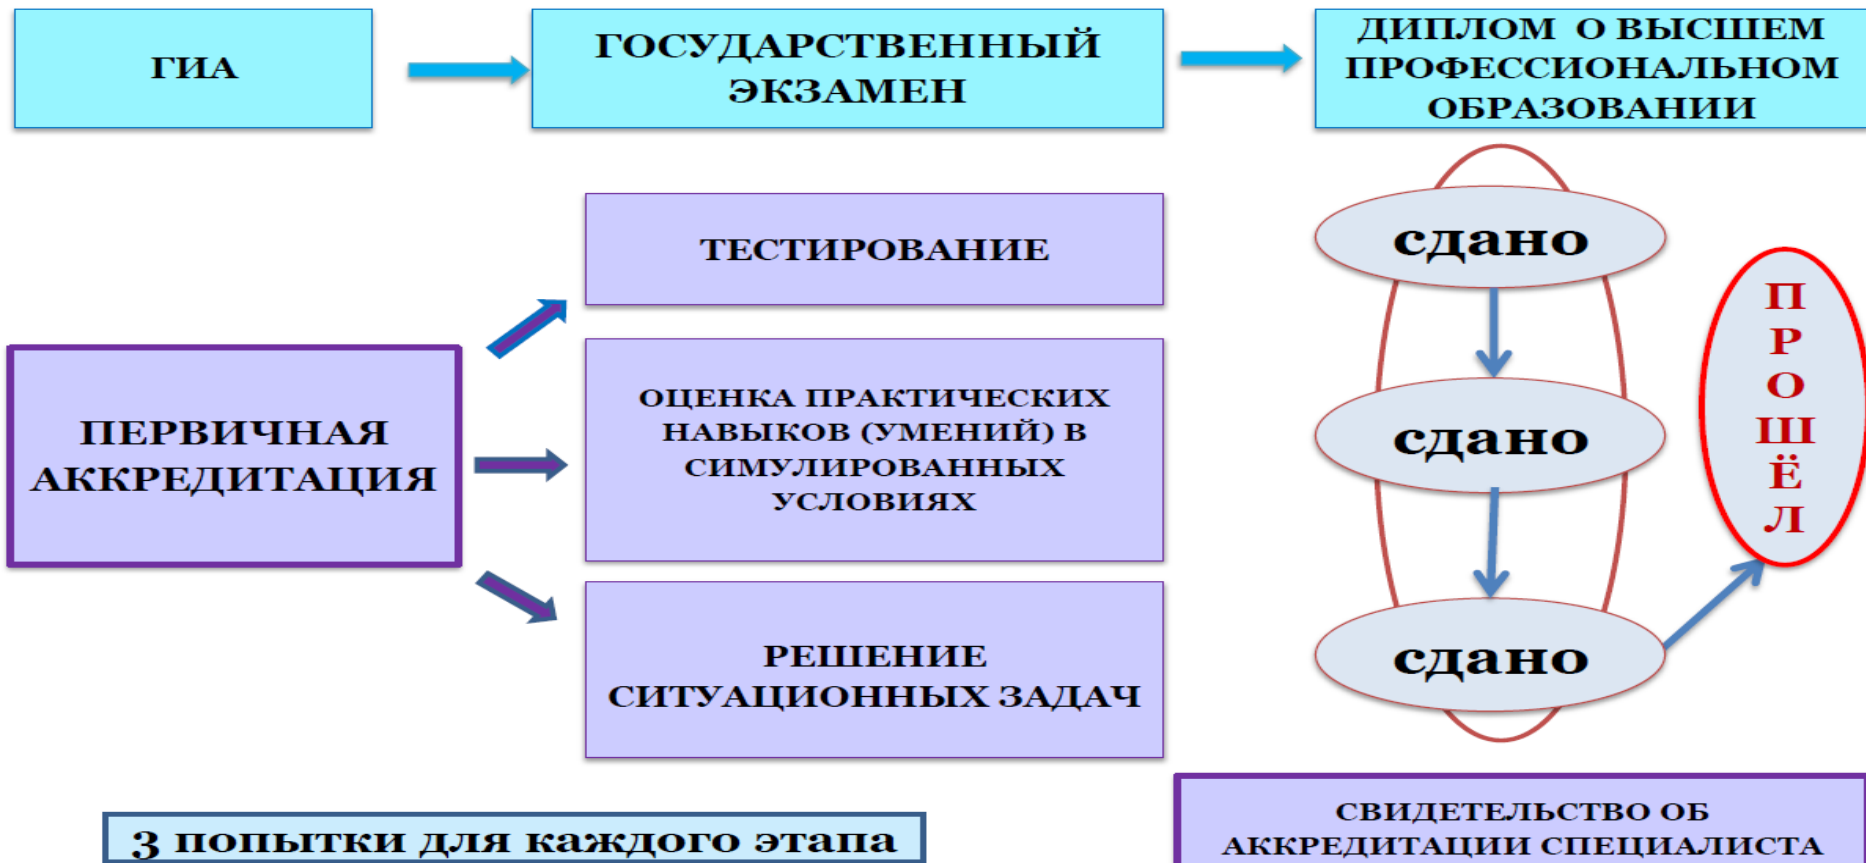 ГИА
ГОСУДАРСТВЕННЫЙ
ЭКЗАМЕН
ДИПЛОМ О ВЫСШЕМ
ПРОФЕССИОНАЛЬНОМ
ОБРАЗОВАНИИ
ПЕРВИЧНАЯ
АККРЕДИТАЦИЯ
ТЕСТИРОВАНИЕ
ОЦЕНКА ПРАКТИЧЕСКИХ
НАВЫКОВ (УМЕНИЙ) В
СИМУЛИРОВАННЫХ
УСЛОВИЯХ
РЕШЕНИЕ
СИТУАЦИОННЫХ ЗАДАЧ
сдано
сдано
сдано
ПРОШЁЛ
3 попытки для каждого этапа
СВИДЕТЕЛЬСТВО ОБ
АККРЕДИТАЦИИ СПЕЦИАЛИСТА